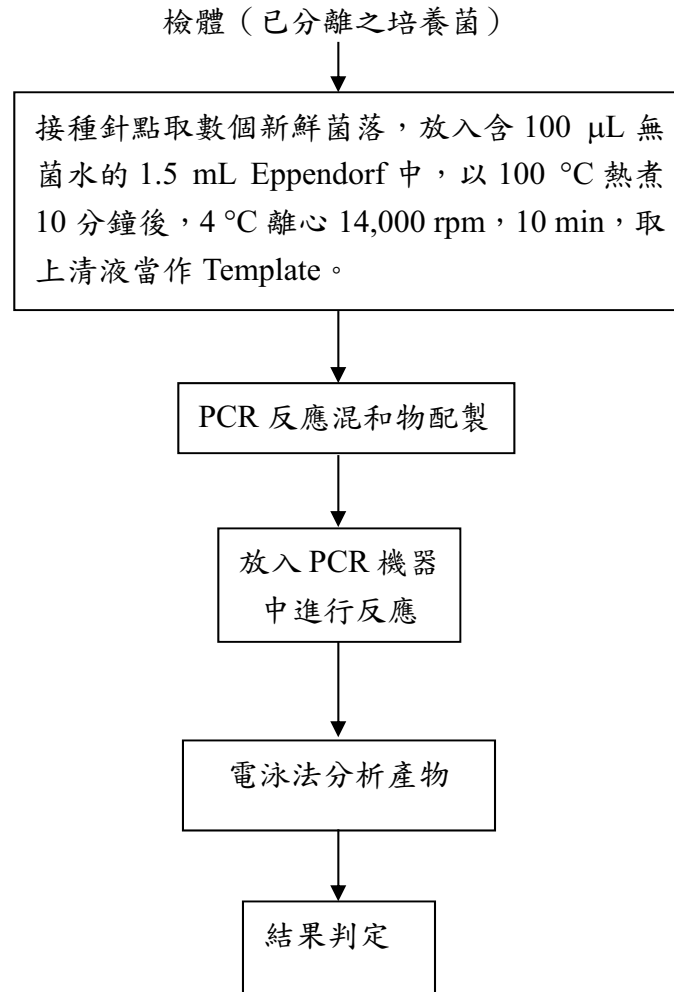 檢體（已分離之培養菌）
接種針點取數個新鮮菌落，放入含 100 μL 無
菌水的 1.5 mL Eppendorf 中，以 100 °C 熱煮
10 分鐘後，4 °C 離心 14,000 rpm，10 min，取
上清液當作 Template。
PCR 反應混和物配製
放入 PCR 機器
中進行反應
電泳法分析產物
結果判定